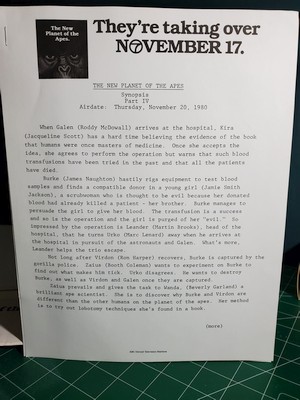 The New
Planet of the
Apes.
They're taking over
NOVEMBER 17.
THE NEW PLANET OF THE APES
Synopsis
Part IV
Airdate: Thursday, November 20, 1980
When Galen (Roddy McDowall) arrives at the hospital, Kira
(Jacqueline Scott) has a hard time believing the evidence of the book
that humans were once masters of medicine. Once she accepts the
idea, she agrees to perform the operation but warns that such blood
transfusions have been tried in the past and that all the patients
have died.
Burke (James Naughton) hastily rigs equipment to test blood
samples and finds a compatible donor in a young girl (Jamie Smith
Jackson), a scrubwoman who is thought to be evil because her donated
blood had already killed a patient - her brother. Burke manages to
persuade the girl to give her blood. The transfusion is a success
and so is the operation and the girl is purged of her "evil." So
impressed by the operation is Leander (Martin Brooks), head of the
hospital, that he turns Urko (Marc Lenard) away when he arrives at
the hospital in pursuit of the astronauts and Galen. What's more,
Leander helps the trio escape.
Not long after Virdon (Ron Harper) recovers, Burke is captured by the
gorilla police. Zaius (Booth Coleman) wants to experiment on Burke to
find out what makes him tick. Urko disagrees. He wants to destroy
Burke, as well as Virdon and Galen once they are captured.
Zaius prevails and gives the task to Wanda, (Beverly Garland) a
brilliant ape scientist. She is to discover why Burke and Virdon are
different than the other humans on the planet of the apes. Her method
is to try out lobotomy techniques she's found in a book.
(more)